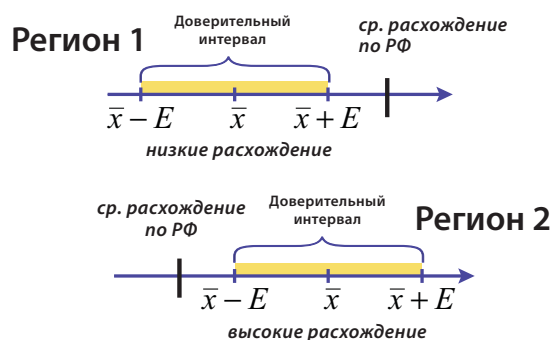 Регион 1
Доверительный
интервал
ср. расхождение
по РФ
x̅ − E x̅ x̅ + E
низкие расхождение
ср. расхождение
по РФ
Доверительный
интервал
Регион 2
x̅ − E x̅ x̅ + E
высокие расхождение